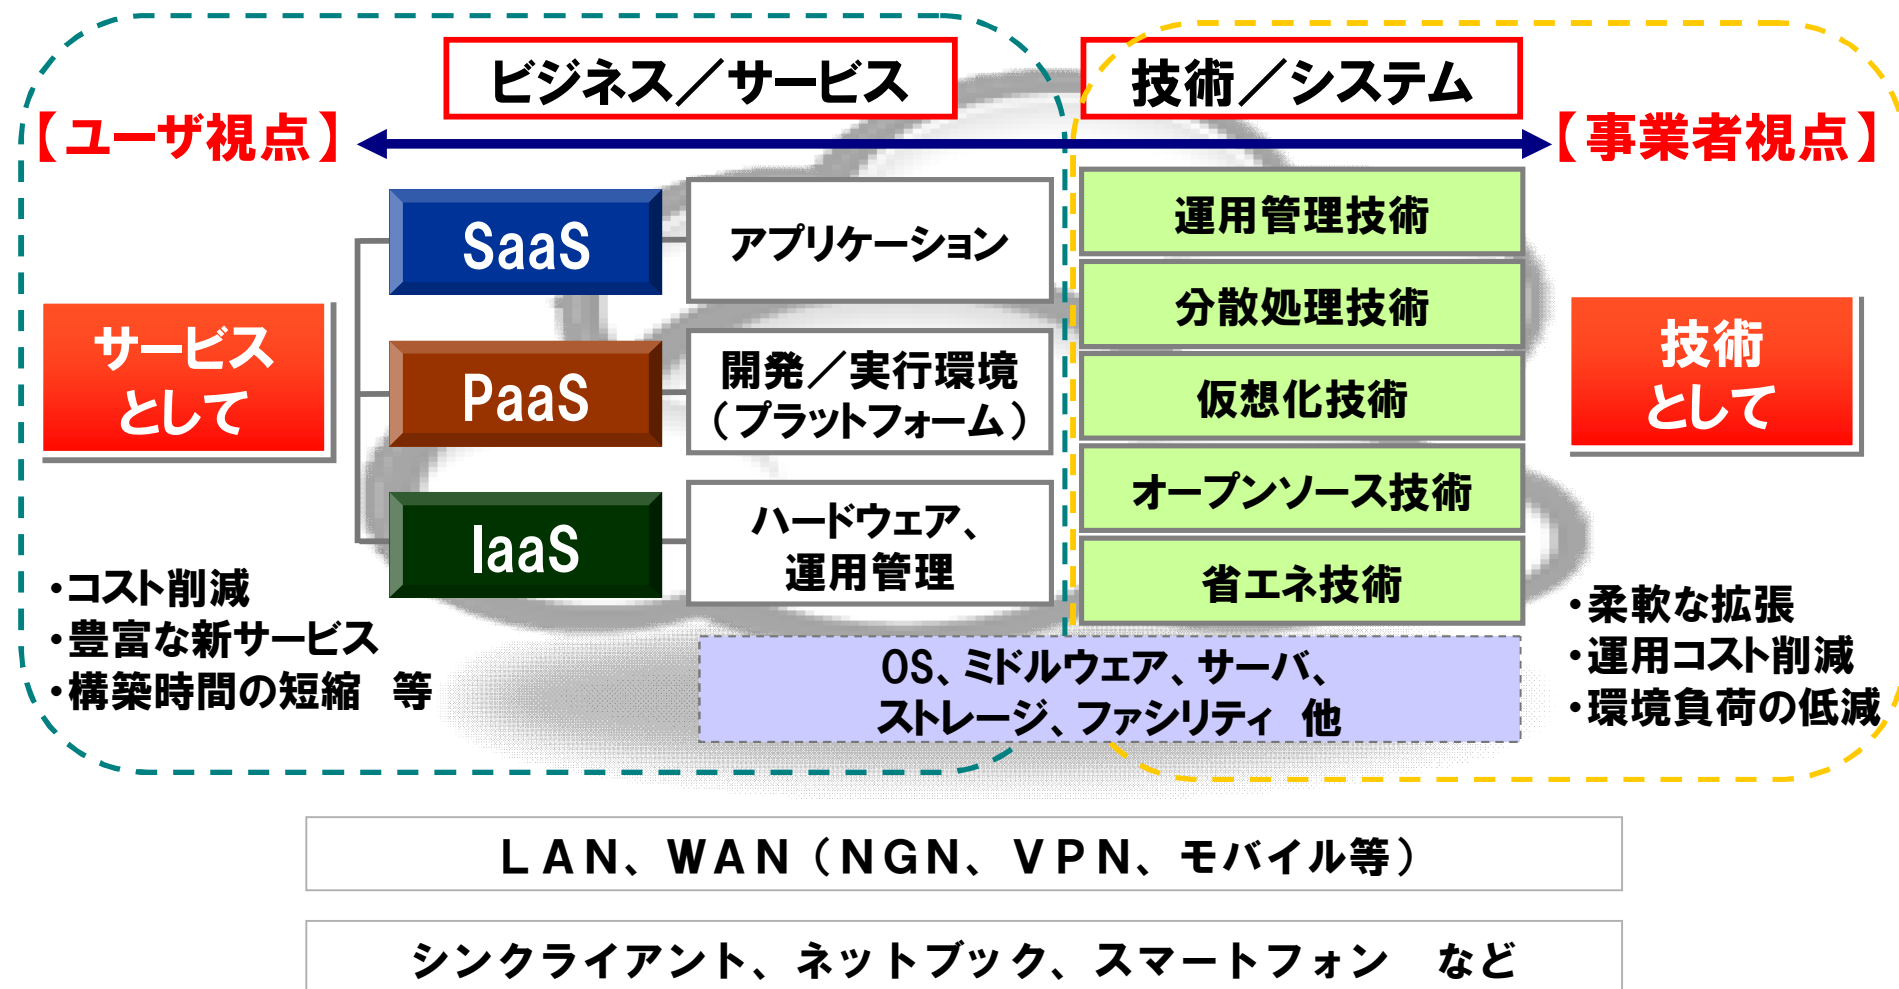 ビジネス／サービス
技術／システム
【ユーザ視点】
【事業者視点】
サービス
として
SaaS
アプリケーション
PaaS
開発／実行環境
（プラットフォーム）
IaaS
ハードウェア、
運用管理
・コスト削減
・豊富な新サービス
・構築時間の短縮　等
運用管理技術
分散処理技術
仮想化技術
オープンソース技術
省エネ技術
技術
として
・柔軟な拡張
・運用コスト削減
・環境負荷の低減
OS、ミドルウェア、サーバ、
ストレージ、ファシリティ　他
ＬＡＮ、ＷＡＮ（ＮＧＮ、ＶＰＮ、モバイル等）
シンクライアント、ネットブック、スマートフォン　など